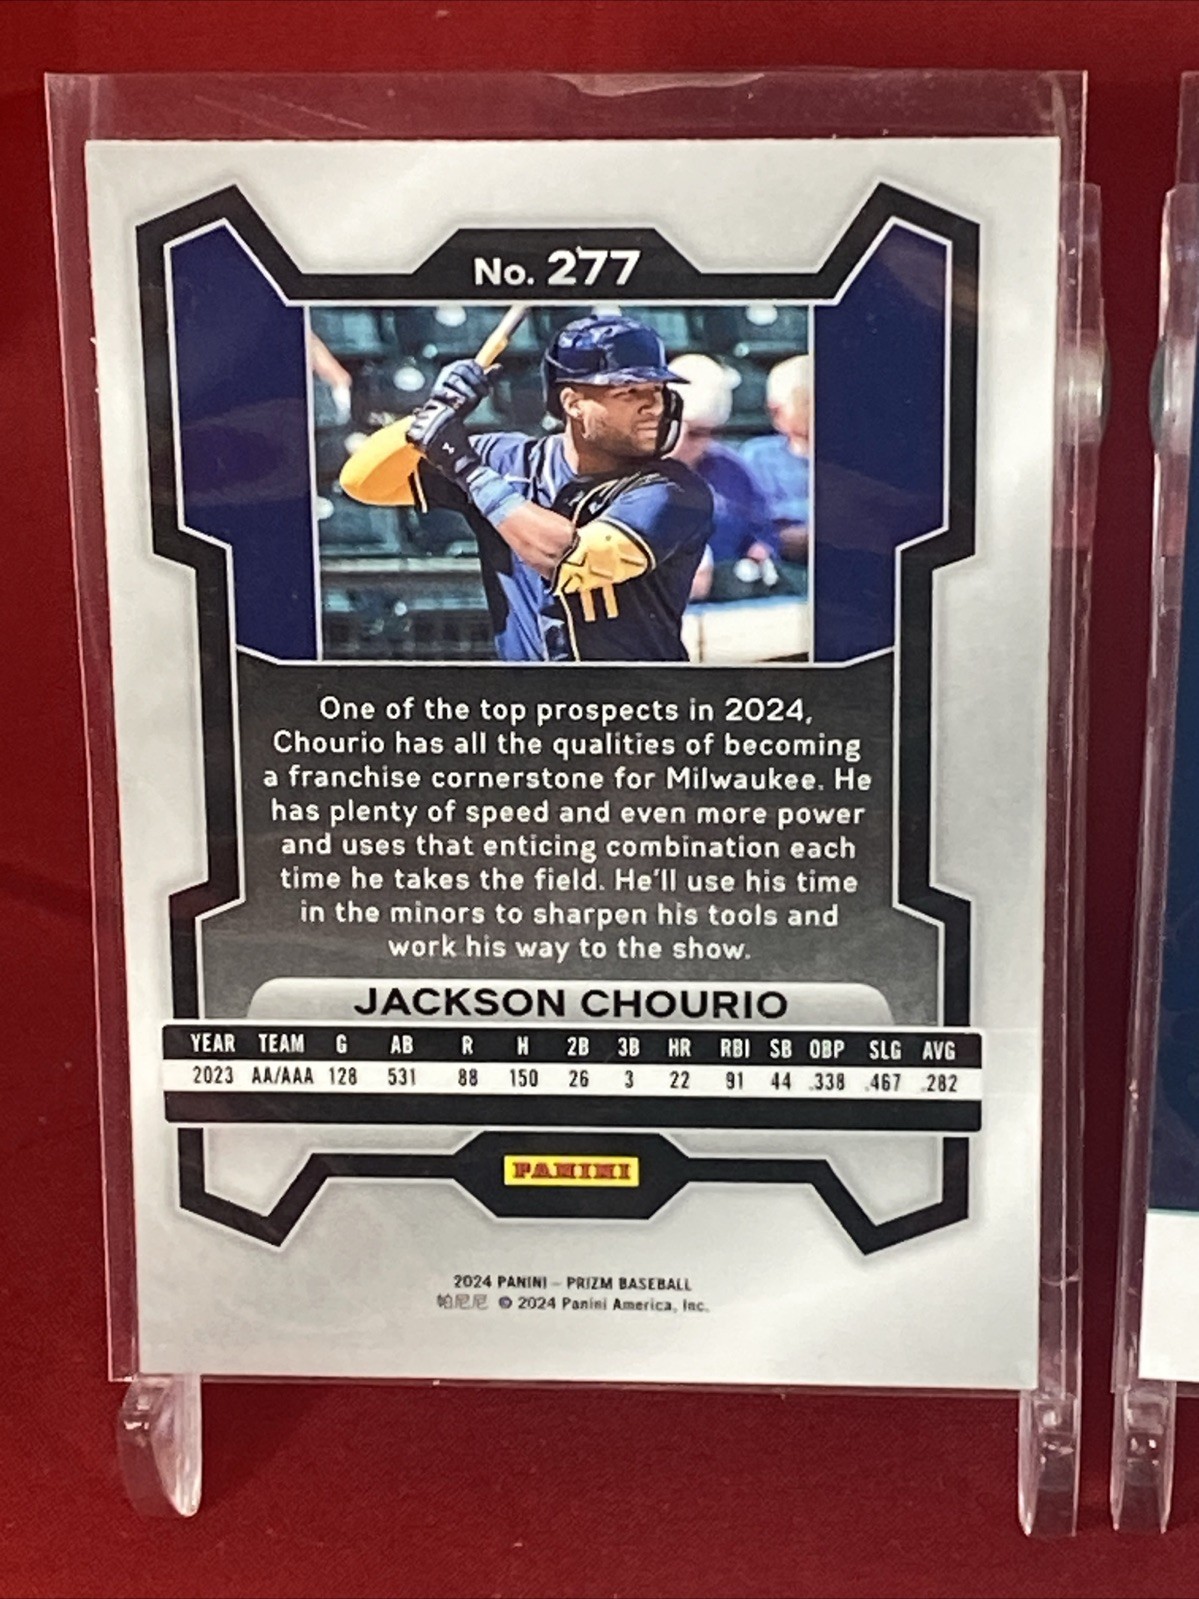 No. 277
11
One of the top prospects in 2024,
Chourio has all the qualities of becoming
a franchise cornerstone for Milwaukee. He
has plenty of speed and even more power
and uses that enticing combination each
time he takes the field. He'll use his time
in the minors to sharpen his tools and
work his way to the show.
JACKSON CHOURIO
YEAR TEAM G AB R H 2B 3B HR RBI SB OBP SLG AVG
2023 AA/AAA 128 531 88 150 26 3 22 91 44 .338 .467 .282
PANINI
2024 PANINI – PRIZM BASEBALL
帕尼尼 © 2024 Panini America, Inc.